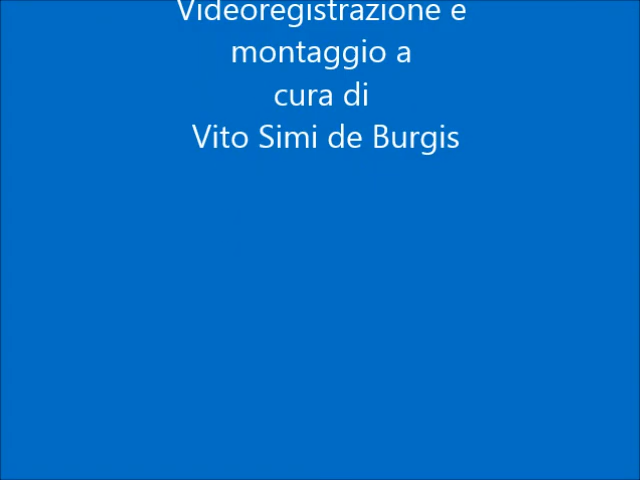 Videoregistrazione e
montaggio a
cura di
Vito Simi de Burgis